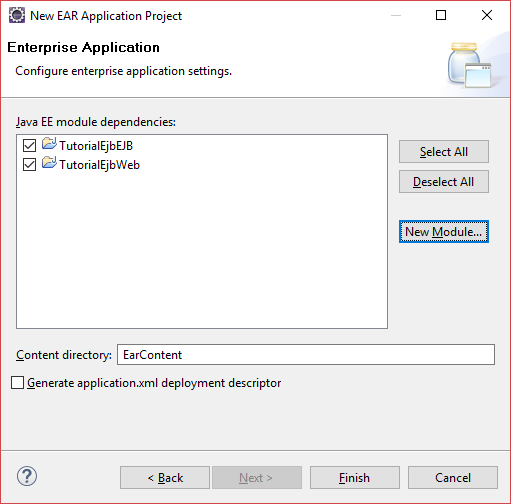 New EAR Application Project
Enterprise Application
Configure enterprise application settings.
Java EE module dependencies:
TutorialEjbEJB
TutorialEjbWeb
Select All
Deselect All
New Module...
Content directory: EarContent
Generate application.xml deployment descriptor
? < Back Next > Finish Cancel